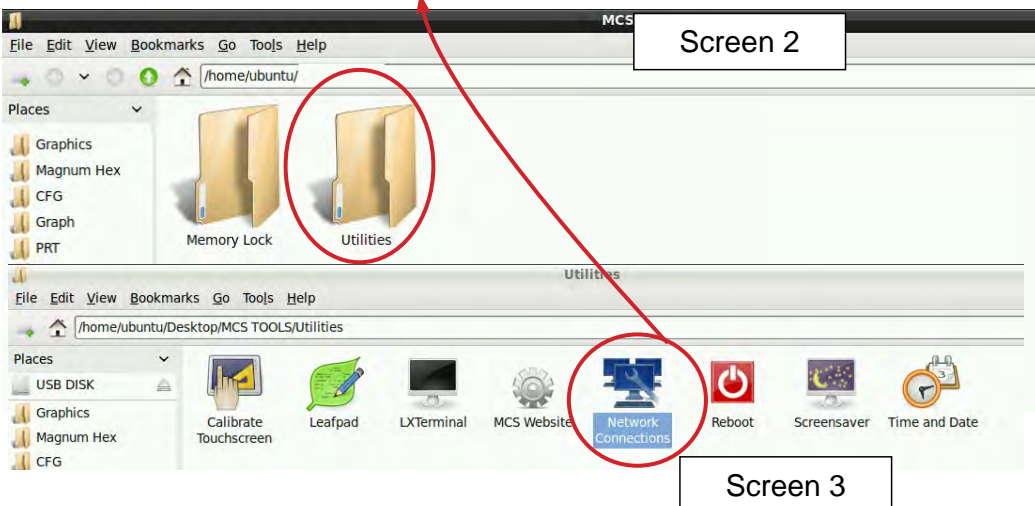 MCS
Screen 2
File Edit View Bookmarks Go Tools Help
/home/ubuntu/
Places
Graphics
Magnum Hex
CFG
Graph
PRT
Memory Lock
Utilities
Utilities
File Edit View Bookmarks Go Tools Help
/home/ubuntu/Desktop/MCS TOOLS/Utilities
Places
USB DISK
Graphics
Magnum Hex
CFG
Calibrate
Touchscreen
Leafpad
LXTerminal
MCS Website
Network
Connections
Reboot
Screensaver
Time and Date
Screen 3